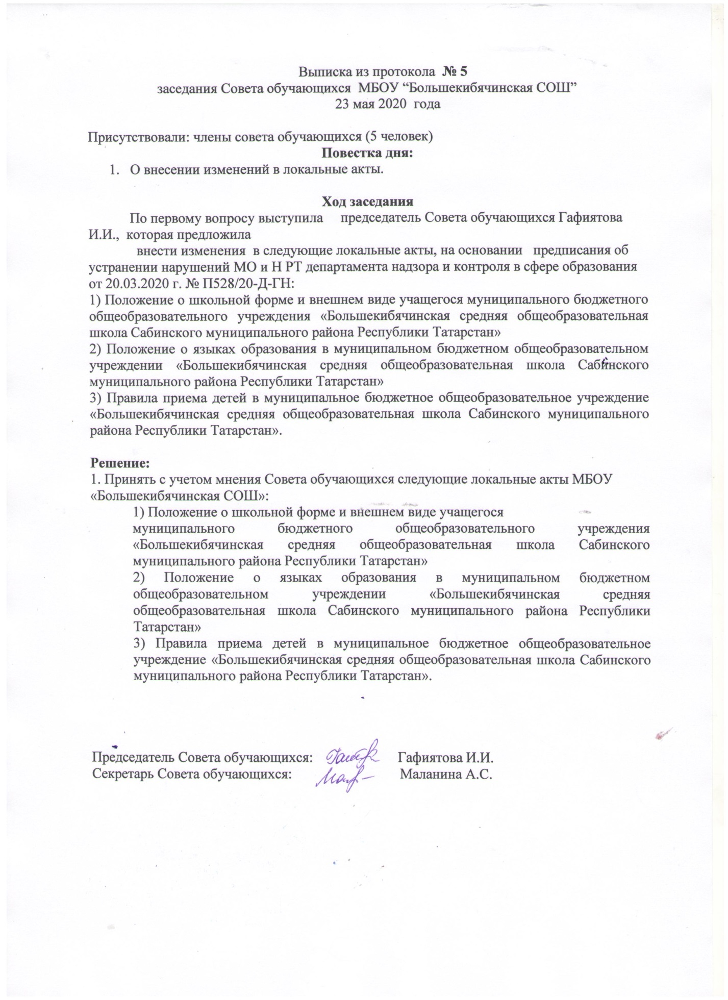 Выписка из протокола № 5
заседания Совета обучающихся МБОУ “Большекибячинская СОШ”
23 мая 2020 года
Присутствовали: члены совета обучающихся (5 человек)
Повестка дня:
1. О внесении изменений в локальные акты.
Ход заседания
По первому вопросу выступила председатель Совета обучающихся Гафиятова
И.И., которая предложила
внести изменения в следующие локальные акты, на основании предписания об
устранении нарушений МО и Н РТ департамента надзора и контроля в сфере образования
от 20.03.2020 г. № П528/20-Д-ГН:
1) Положение о школьной форме и внешнем виде учащегося муниципального бюджетного
общеобразовательного учреждения «Большекибячинская средняя общеобразовательная
школа Сабинского муниципального района Республики Татарстан»
2) Положение о языках образования в муниципальном бюджетном общеобразовательном
учреждении «Большекибячинская средняя общеобразовательная школа Сабинского
муниципального района Республики Татарстан»
3) Правила приема детей в муниципальное бюджетное общеобразовательное учреждение
«Большекибячинская средняя общеобразовательная школа Сабинского муниципального
района Республики Татарстан».
Решение:
1. Принять с учетом мнения Совета обучающихся следующие локальные акты МБОУ
«Большекибячинская СОШ»:
1) Положение о школьной форме и внешнем виде учащегося
муниципального бюджетного общеобразовательного учреждения
«Большекибячинская средняя общеобразовательная школа Сабинского
муниципального района Республики Татарстан»
2) Положение о языках образования в муниципальном бюджетном
общеобразовательном учреждении «Большекибячинская средняя
общеобразовательная школа Сабинского муниципального района Республики
Татарстан»
3) Правила приема детей в муниципальное бюджетное общеобразовательное
учреждение «Большекибячинская средняя общеобразовательная школа Сабинского
муниципального района Республики Татарстан».
Председатель Совета обучающихся: Гафиятова И.И.
Секретарь Совета обучающихся: Маланина А.С.